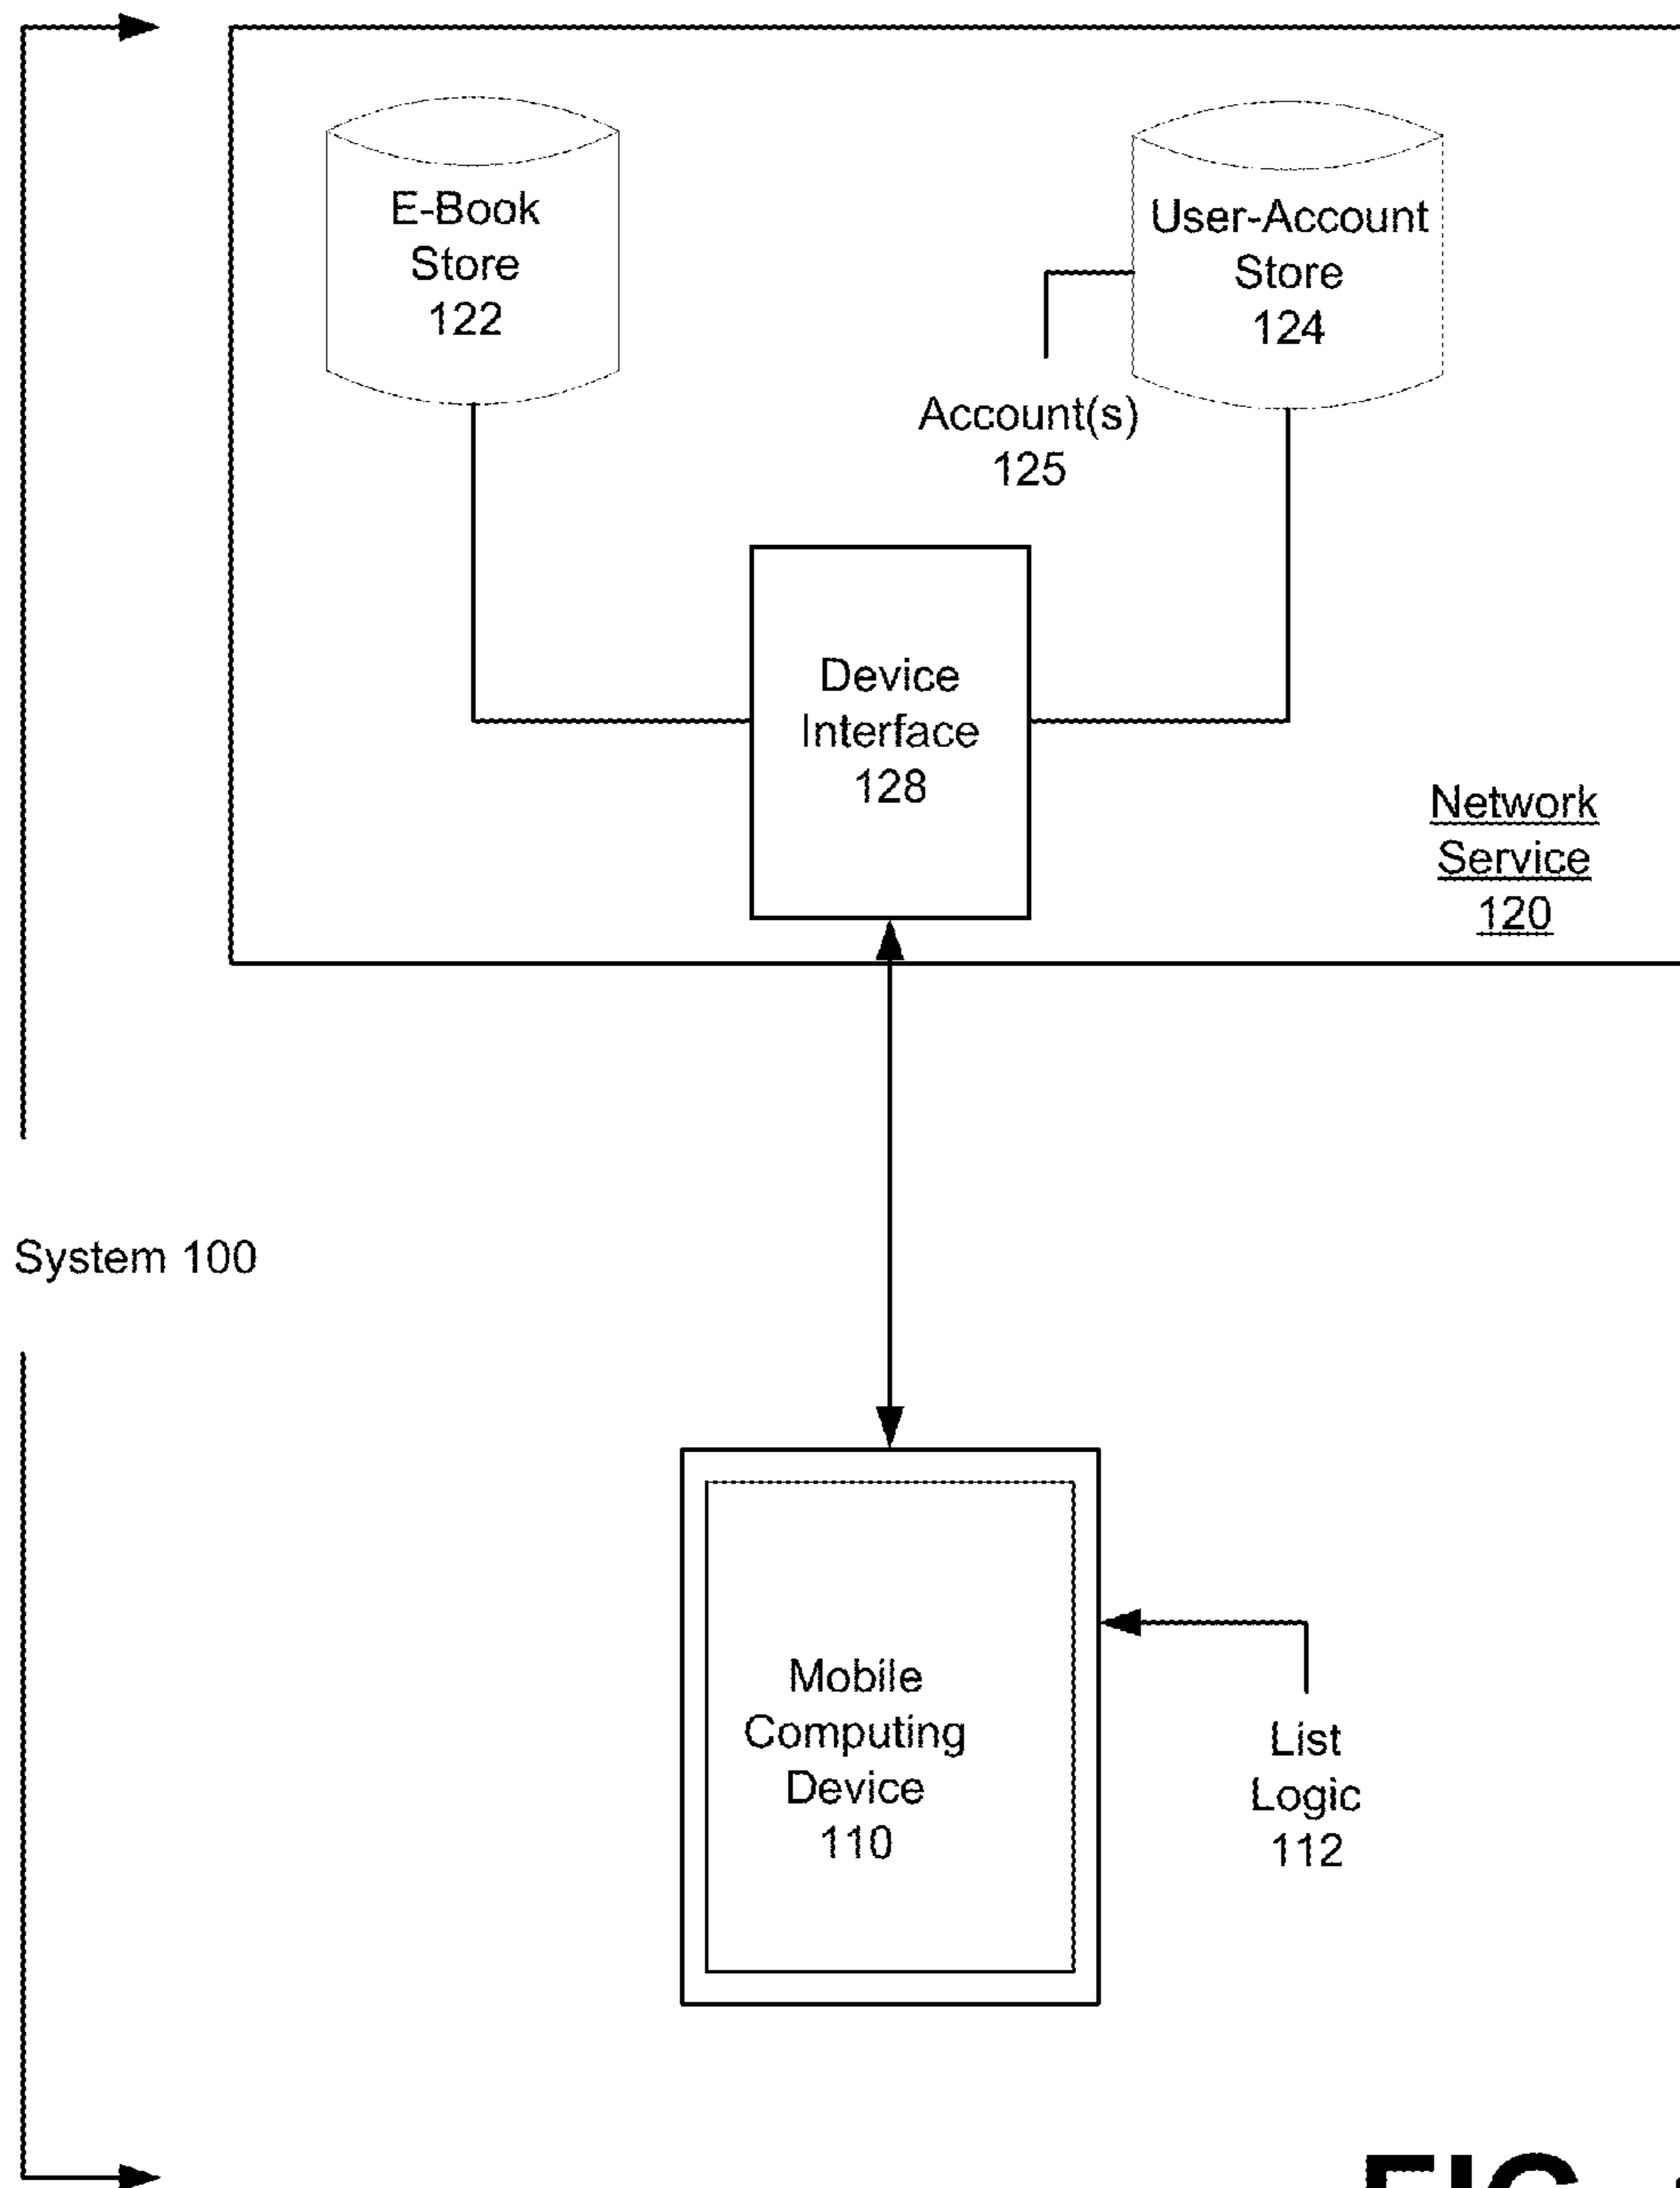 E-Book
Store
122
User-Account
Store
124
Account(s)
125
Device
Interface
128
Network
Service
120
System 100
Mobile
Computing
Device
110
List
Logic
112
FIG